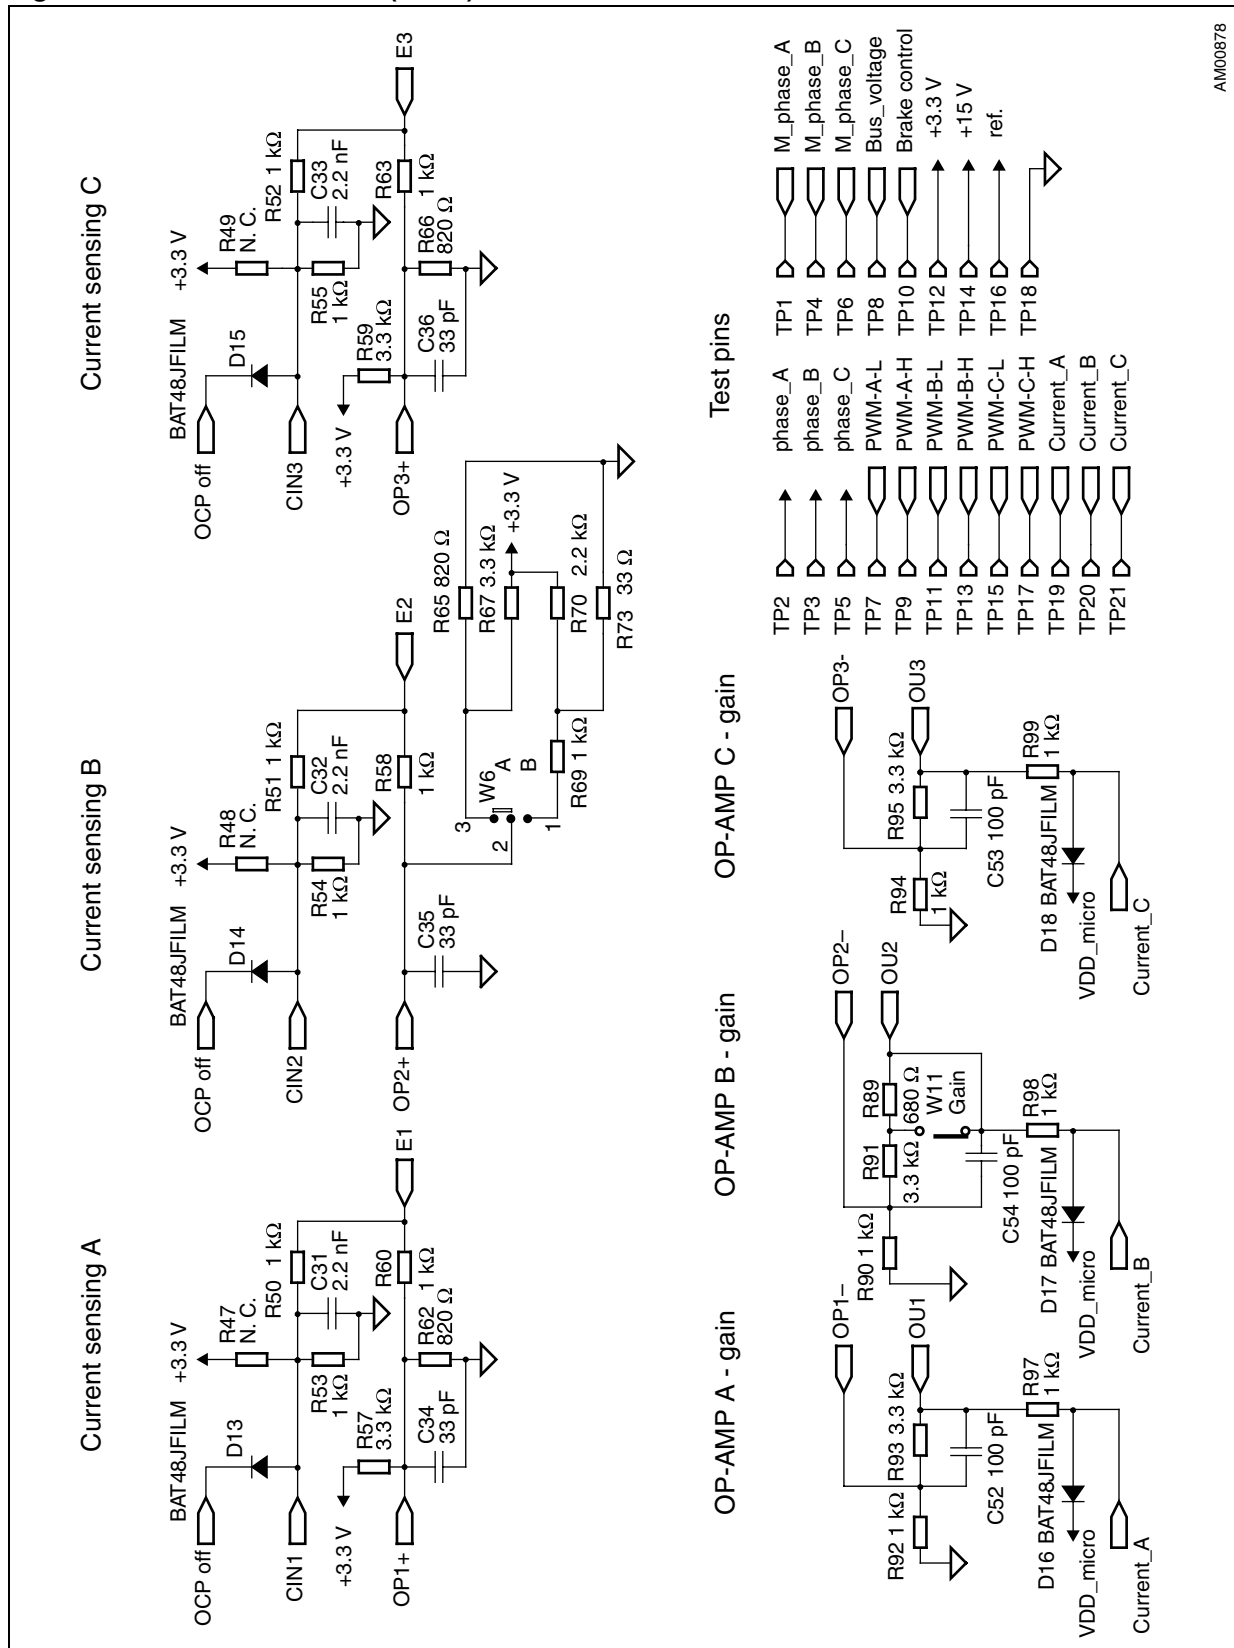 Current sensing A
BAT48JFILM
+3.3 V
OCP off
D13
R47
N. C.
R50 1 kΩ
C31
2.2 nF
R53
1 kΩ
CIN1
+3.3 V
R57
3.3 kΩ
R60
1 kΩ
E1
R62
820 Ω
C34
33 pF
OP1+
Current sensing B
BAT48JFILM
+3.3 V
OCP off
D14
R48
N. C.
R51 1 kΩ
C32
2.2 nF
R54
1 kΩ
CIN2
R58
1 kΩ
E2
C35
33 pF
OP2+
W6
A
B
3
2
1
R65 820 Ω
R67 3.3 kΩ
+3.3 V
R69 1 kΩ
R70 2.2 kΩ
R73 33 Ω
Current sensing C
BAT48JFILM
+3.3 V
OCP off
D15
R49
N. C.
R52 1 kΩ
C33
2.2 nF
R55
1 kΩ
CIN3
+3.3 V
R59
3.3 kΩ
R63
1 kΩ
E3
R66
820 Ω
C36
33 pF
OP3+
OP-AMP A - gain
OP1–
OU1
R92 1 kΩ
R93 3.3 kΩ
C52 100 pF
R97
1 kΩ
D16 BAT48JFILM
VDD_micro
Current_A
OP-AMP B - gain
OP2–
OU2
R90 1 kΩ
R91
3.3 kΩ
R89
680 Ω
W11
Gain
C54 100 pF
R98
1 kΩ
D17 BAT48JFILM
VDD_micro
Current_B
OP-AMP C - gain
OP3-
OU3
R94
1 kΩ
R95 3.3 kΩ
C53 100 pF
R99
1 kΩ
D18 BAT48JFILM
VDD_micro
Current_C
Test pins
TP2 phase_A
TP3 phase_B
TP5 phase_C
TP7 PWM-A-L
TP9 PWM-A-H
TP11 PWM-B-L
TP13 PWM-B-H
TP15 PWM-C-L
TP17 PWM-C-H
TP19 Current_A
TP20 Current_B
TP21 Current_C
TP1 M_phase_A
TP4 M_phase_B
TP6 M_phase_C
TP8 Bus_voltage
TP10 Brake control
TP12 +3.3 V
TP14 +15 V
TP16 ref.
TP18
AM00878